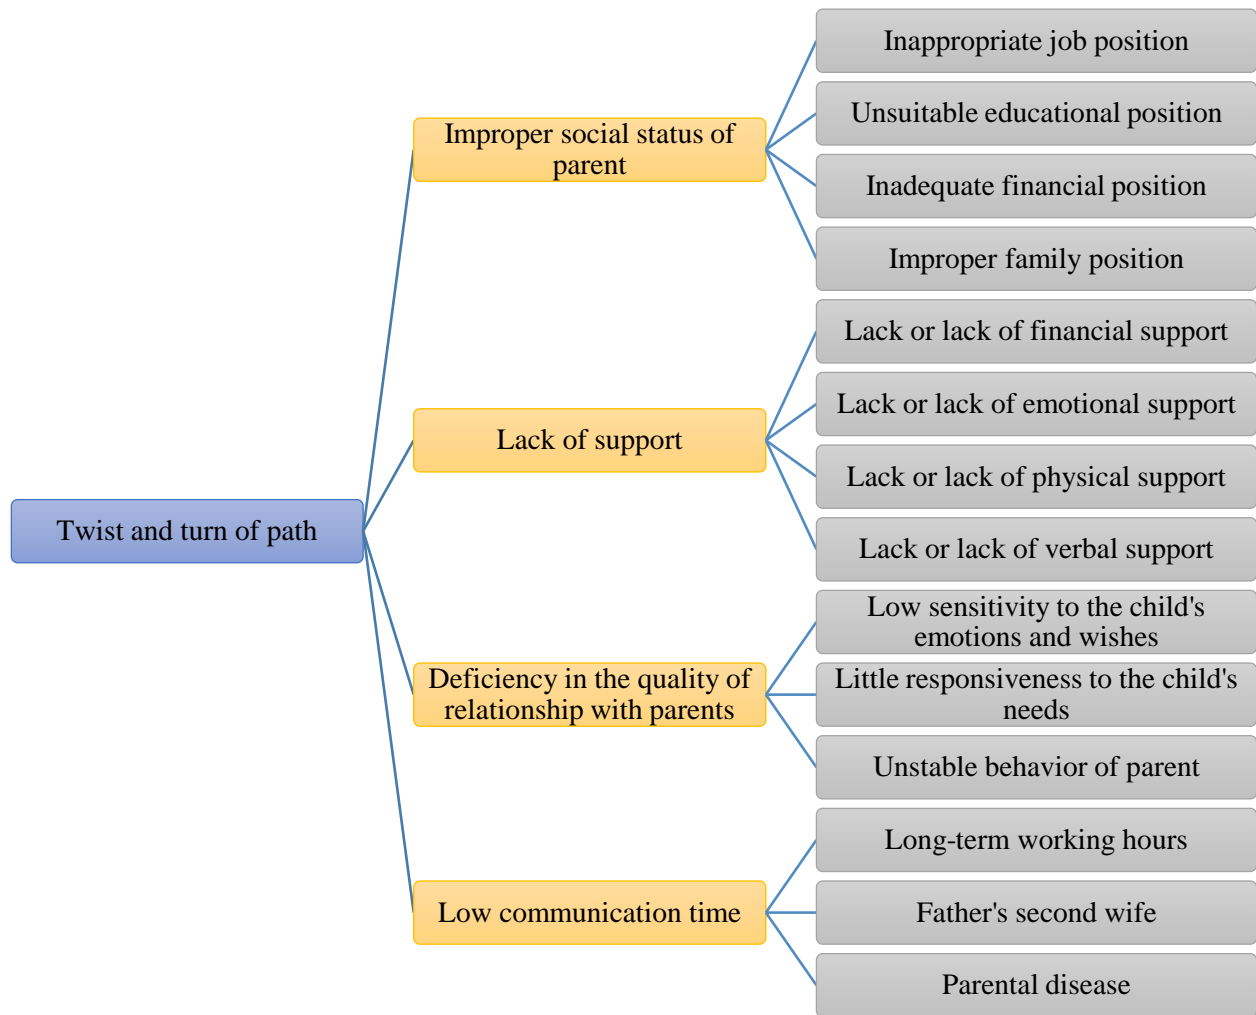 Twist and turn of path
Improper social status of
parent
Inappropriate job position
Unsuitable educational position
Inadequate financial position
Improper family position
Lack of support
Lack or lack of financial support
Lack or lack of emotional support
Lack or lack of physical support
Lack or lack of verbal support
Deficiency in the quality of
relationship with parents
Low sensitivity to the child's
emotions and wishes
Little responsiveness to the child's
needs
Unstable behavior of parent
Low communication time
Long-term working hours
Father's second wife
Parental disease